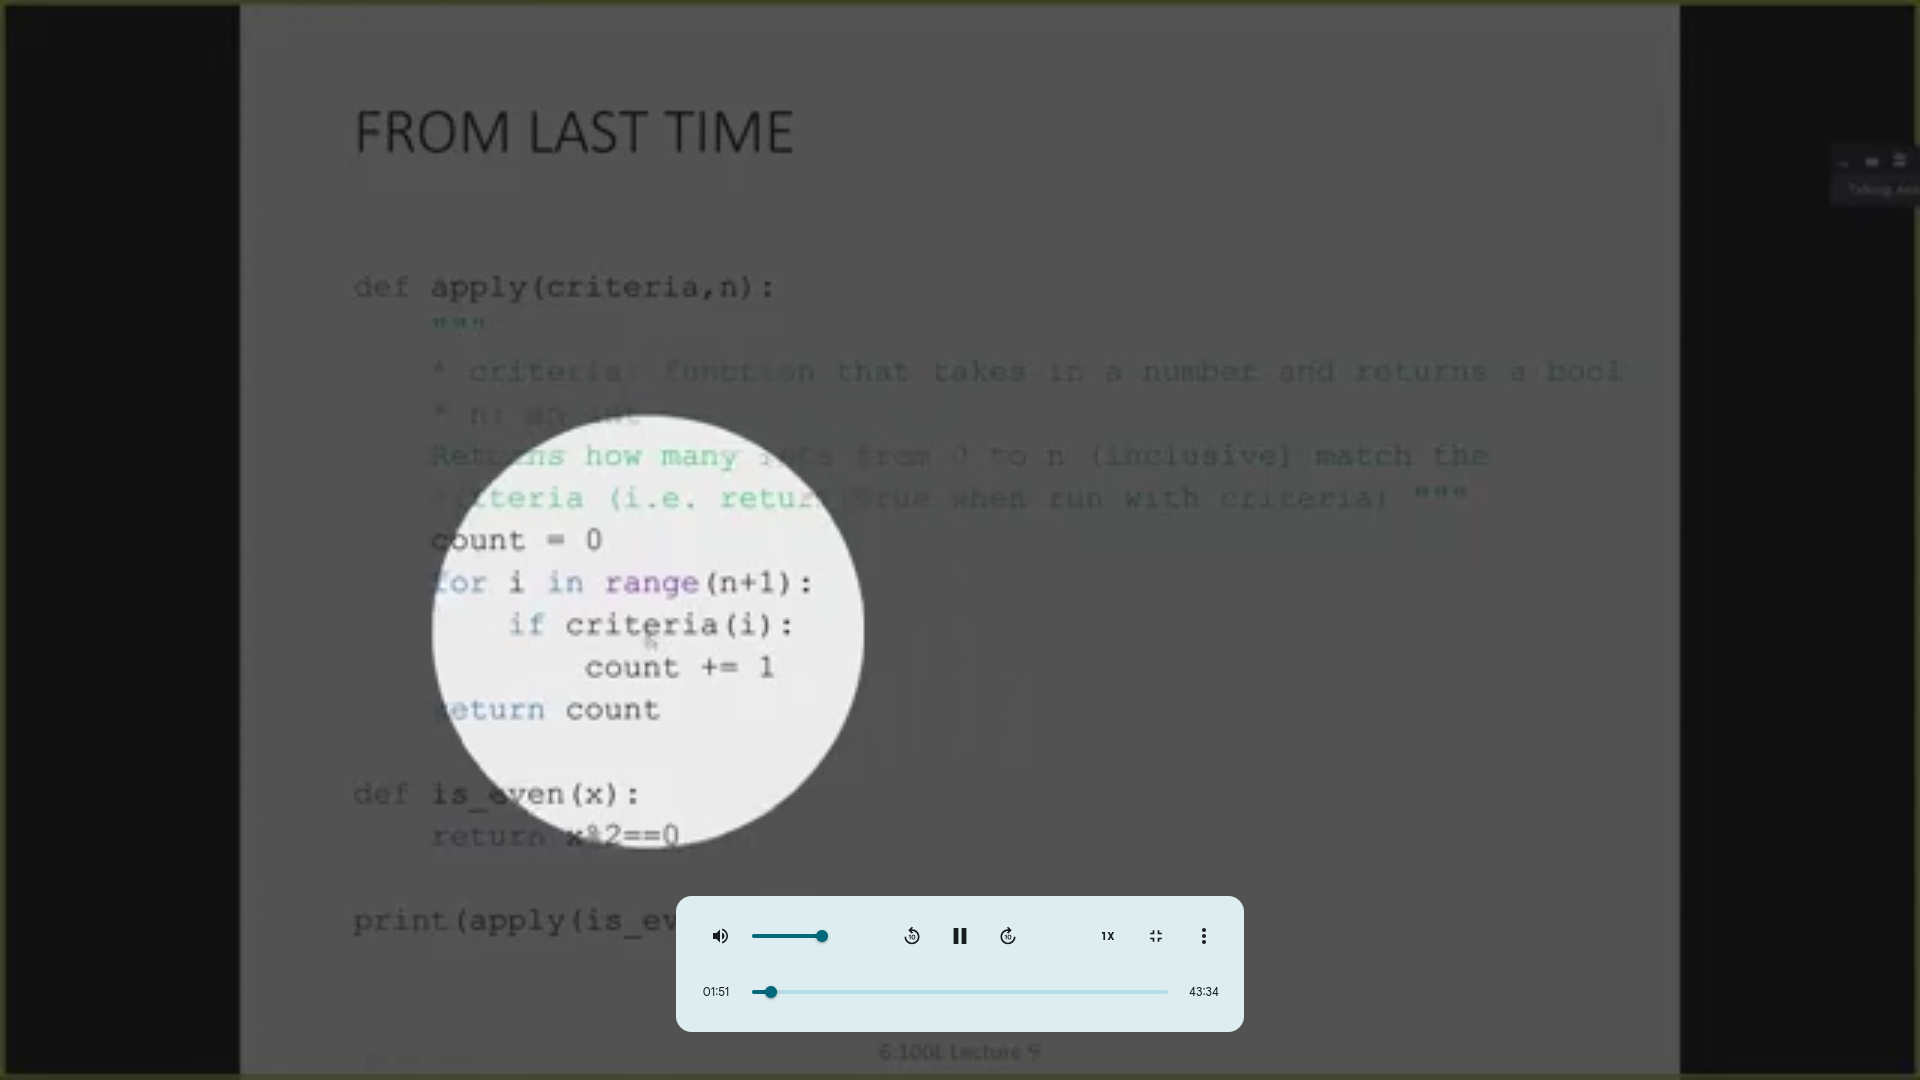 FROM LAST TIME
Taking
def apply(criteria,n):
"""
* criteria: function that takes in a number and returns a bool
* n: an int
Returns how many ints from 0 to n (inclusive) match the
criteria (i.e. return True when run with criteria) """
count = 0
for i in range(n+1):
if criteria(i):
count += 1
return count
def is_even(x):
return x%2==0
print(apply(is_ev
10
10
1X
01:51
43:34
6.100L Lecture 9